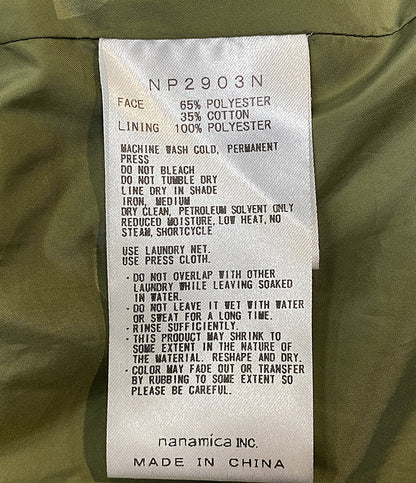 NP2903N
FACE 65% POLYESTER
35% COTTON
LINING 100% POLYESTER
MACHINE WASH COLD, PERMANENT
PRESS
DO NOT BLEACH
DO NOT TUMBLE DRY
LINE DRY IN SHADE
IRON, MEDIUM
DRY CLEAN, PETROLEUM SOLVENT ONLY
REDUCED MOISTURE, LOW HEAT, NO
STEAM, SHORTCYCLE
USE LAUNDRY NET.
USE PRESS CLOTH.
・DO NOT OVERLAP WITH OTHER
LAUNDRY WHILE LEAVING SOAKED
IN WATER.
・DO NOT LEAVE IT WET WITH WATER
OR SWEAT FOR A LONG TIME.
・RINSE SUFFICIENTLY.
・THIS PRODUCT MAY SHRINK TO
SOME EXTENT IN THE NATURE OF
THE MATERIAL. RESHAPE AND DRY.
・COLOR MAY FADE OUT OR TRANSFER
BY RUBBING TO SOME EXTENT SO
PLEASE BE CAREFUL.
nanamica INC.
MADE IN CHINA